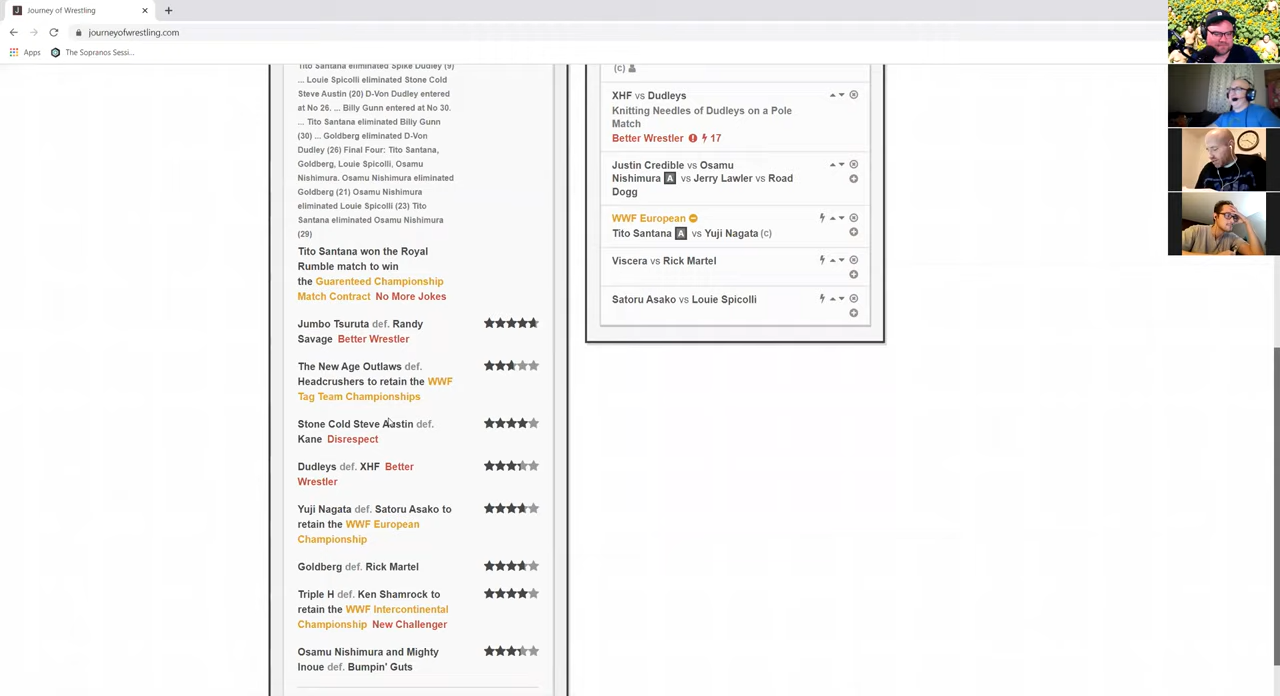 Journey of Wrestling
journeyofwrestling.com
Apps
The Sopranos Sessi...
Tito Santana eliminated Spike Dudley (9)
... Louie Spicolli eliminated Stone Cold
Steve Austin (20) D-Von Dudley entered
at No 26. ... Billy Gunn entered at No 30.
... Tito Santana eliminated Billy Gunn
(30) ... Goldberg eliminated D-Von
Dudley (26) Final Four: Tito Santana,
Goldberg, Louie Spicolli, Osamu
Nishimura. Osamu Nishimura eliminated
Goldberg (21) Osamu Nishimura
eliminated Louie Spicolli (23) Tito
Santana eliminated Osamu Nishimura
(29)
Tito Santana won the Royal
Rumble match to win
the Guarenteed Championship
Match Contract No More Jokes
Jumbo Tsuruta def. Randy
Savage Better Wrestler
The New Age Outlaws def.
Headcrushers to retain the WWF
Tag Team Championships
Stone Cold Steve Austin def.
Kane Disrespect
Dudleys def. XHF Better
Wrestler
Yuji Nagata def. Satoru Asako to
retain the WWF European
Championship
Goldberg def. Rick Martel
Triple H def. Ken Shamrock to
retain the WWF Intercontinental
Championship New Challenger
Osamu Nishimura and Mighty
Inoue def. Bumpin' Guts
(c)
XHF vs Dudleys
Knitting Needles of Dudleys on a Pole
Match
Better Wrestler 17
Justin Credible vs Osamu
Nishimura A vs Jerry Lawler vs Road
Dogg
WWF European
Tito Santana A vs Yuji Nagata (c)
Viscera vs Rick Martel
Satoru Asako vs Louie Spicolli